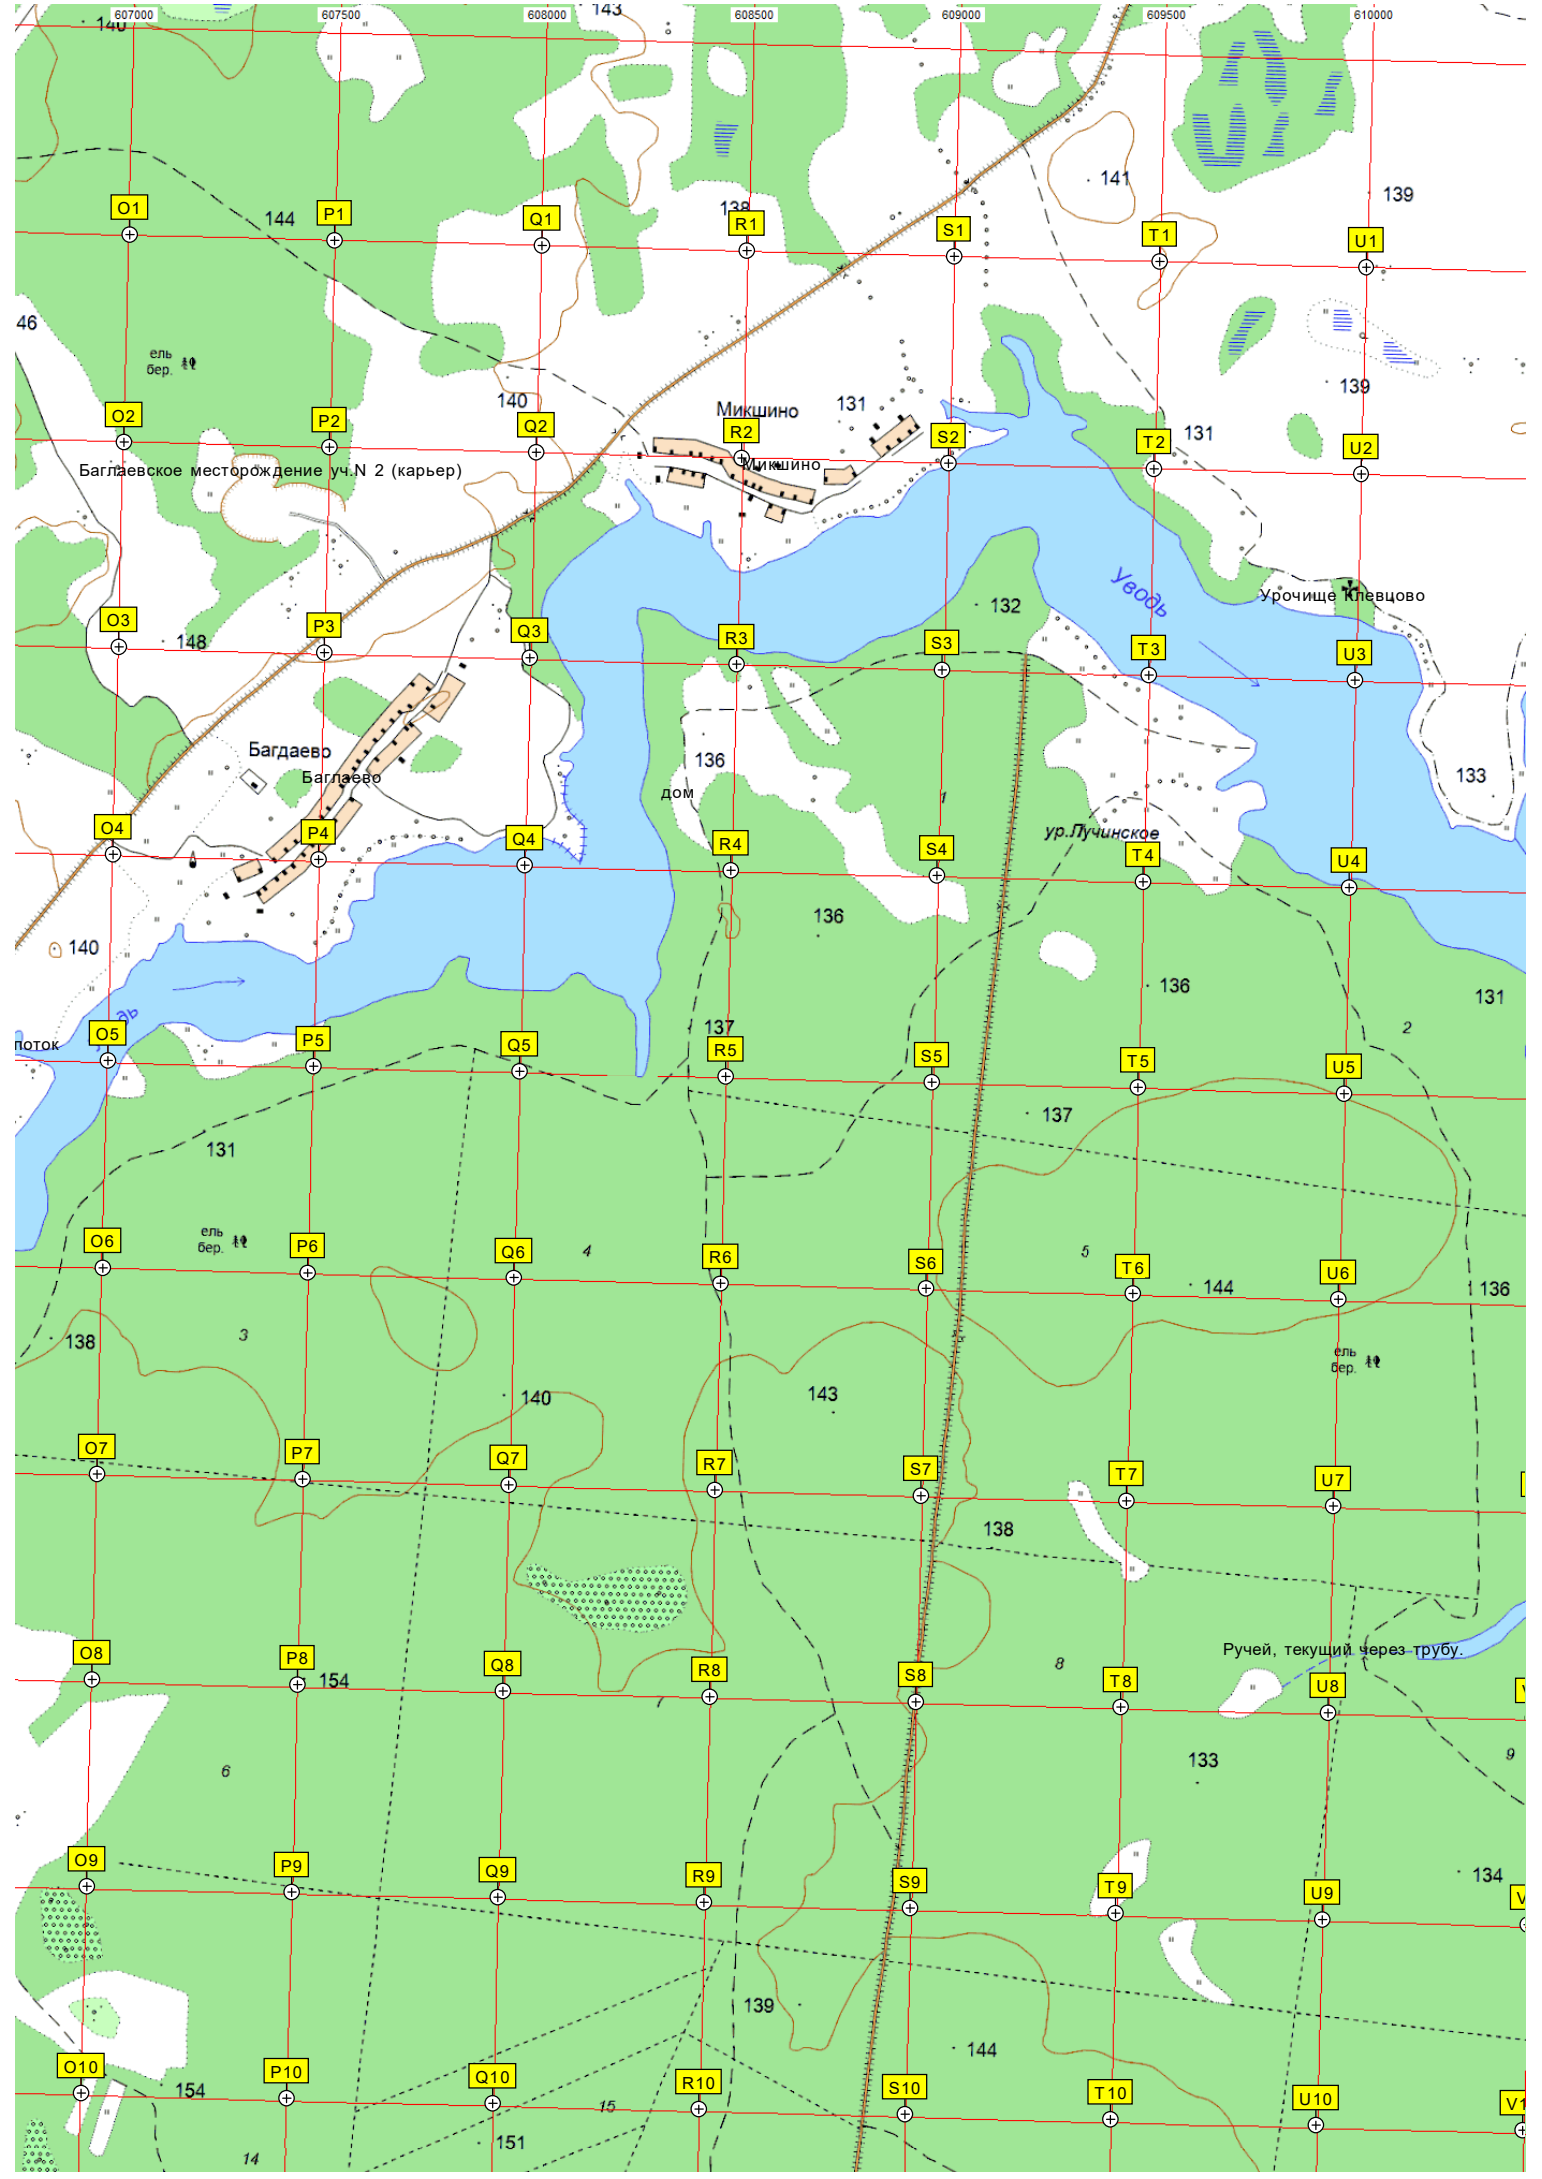 607000 607500 608000 608500 609000 609500 610000
140 143
141
139
138
O1 P1 Q1 R1 S1 T1 U1
144
46
ель
бер.
139
140 Микшино 131
O2 P2 Q2 R2 S2 T2 131 U2
Баглаевское месторождение уч.N 2 (карьер)
Микшино
Уводь
132
Урочище Клевцово
O3 P3 Q3 R3 S3 T3 U3
148
Багдаево
136
133
Баглаево
дом
1
ур.Лучинское
O4 P4 Q4 R4 S4 T4 U4
136
140
136
131
дь
137
2
поток
O5 P5 Q5 R5 S5 T5 U5
137
131
ель
бер.
O6 P6 Q6 4 R6 S6 5 T6 U6
144 136
138 3
ель
бер.
140
143
O7 P7 Q7 R7 S7 T7 U7
138
Ручей, текущий через трубу.
O8 P8 Q8 R8 S8 8 T8 U8 V
154
7
133
9
6
O9 P9 Q9 R9 S9 T9 U9 V
134
139
144
O10 P10 Q10 R10 S10 T10 U10 V1
154
15
151
14